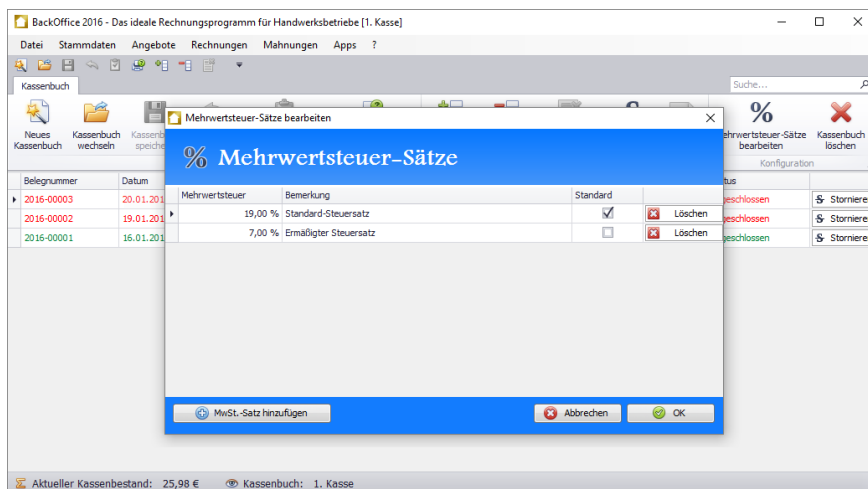 BackOffice 2016 - Das ideale Rechnungsprogramm für Handwerksbetriebe [1. Kasse]
Datei Stammdaten Angebote Rechnungen Mahnungen Apps ?
Kassenbuch
Suche...
Neues Kassenbuch
Kassenbuch wechseln
Kassenb
speiche
ehrwertsteuer-Sätze bearbeiten
Kassenbuch löschen
Konfiguration
Mehrwertsteuer-Sätze bearbeiten
% Mehrwertsteuer-Sätze
Mehrwertsteuer Bemerkung Standard
19,00 % Standard-Steuersatz Löschen
7,00 % Ermäßigter Steuersatz Löschen
MwSt.-Satz hinzufügen Abbrechen OK
Belegnummer Datum tus
2016-00003 20.01.201 geschlossen Storniere
2016-00002 19.01.201 geschlossen Storniere
2016-00001 16.01.201 geschlossen Storniere
Aktueller Kassenbestand: 25,98 € Kassenbuch: 1. Kasse